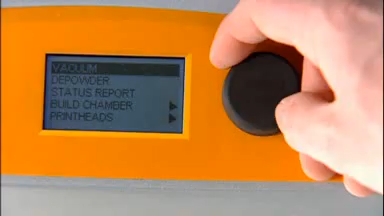 VACUUM
DEPOWDER
STATUS REPORT
BUILD CHAMBER
PRINTHEADS